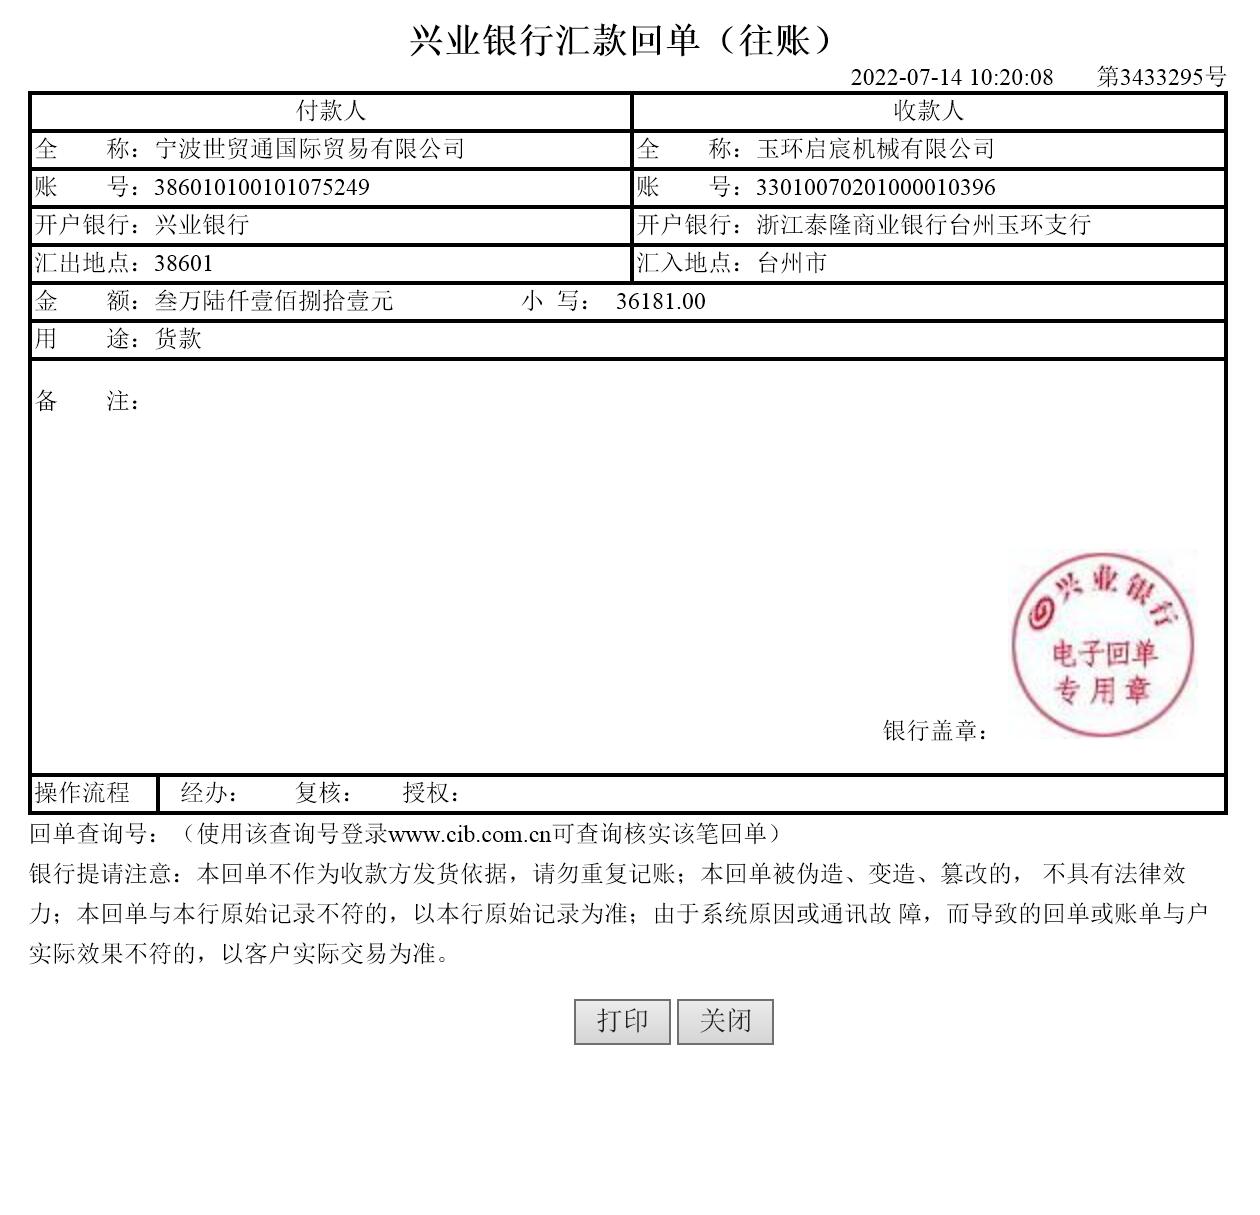 兴业银行汇款回单（往账）
2022-07-14 10:20:08 第3433295号
付款人 收款人
全 称：宁波世贸通国际贸易有限公司 全 称：玉环启宸机械有限公司
账 号：386010100101075249 账 号：33010070201000010396
开户银行：兴业银行 开户银行：浙江泰隆商业银行台州玉环支行
汇出地点：38601 汇入地点：台州市
金 额：叁万陆仟壹佰捌拾壹元 小 写： 36181.00
用 途：货款
备 注：
兴业银行
电子回单
专用章
银行盖章：
操作流程 经办： 复核： 授权：
回单查询号：（使用该查询号登录www.cib.com.cn可查询核实该笔回单）
银行提请注意：本回单不作为收款方发货依据，请勿重复记账；本回单被伪造、变造、篡改的， 不具有法律效
力；本回单与本行原始记录不符的，以本行原始记录为准；由于系统原因或通讯故 障，而导致的回单或账单与户
实际效果不符的，以客户实际交易为准。
打印 关闭